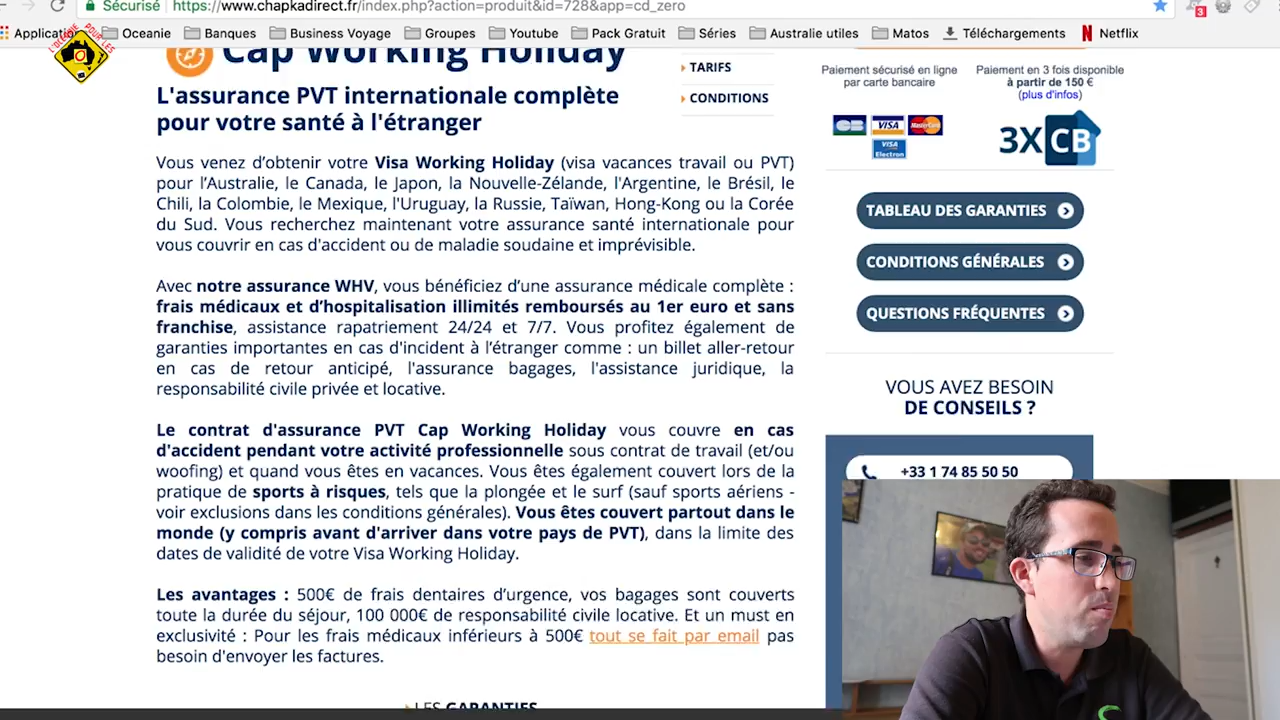 Sécurisé https://www.chapkadirect.fr/index.php?action=produit&id=728&app=cd_zero
3
Oceanie Banques Business Voyage Groupes Youtube Pack Gratuit Séries Australie utiles Matos Téléchargements Netflix
L'OCEANIE POUR LES
Cap Working Holiday
L'assurance PVT internationale complète
pour votre santé à l'étranger
Vous venez d’obtenir votre Visa Working Holiday (visa vacances travail ou PVT)
pour l’Australie, le Canada, le Japon, la Nouvelle-Zélande, l'Argentine, le Brésil, le
Chili, la Colombie, le Mexique, l'Uruguay, la Russie, Taïwan, Hong-Kong ou la Corée
du Sud. Vous recherchez maintenant votre assurance santé internationale pour
vous couvrir en cas d'accident ou de maladie soudaine et imprévisible.
Avec notre assurance WHV, vous bénéficiez d’une assurance médicale complète :
frais médicaux et d’hospitalisation illimités remboursés au 1er euro et sans
franchise, assistance rapatriement 24/24 et 7/7. Vous profitez également de
garanties importantes en cas d'incident à l’étranger comme : un billet aller-retour
en cas de retour anticipé, l'assurance bagages, l'assistance juridique, la
responsabilité civile privée et locative.
Le contrat d'assurance PVT Cap Working Holiday vous couvre en cas
d'accident pendant votre activité professionnelle sous contrat de travail (et/ou
woofing) et quand vous êtes en vacances. Vous êtes également couvert lors de la
pratique de sports à risques, tels que la plongée et le surf (sauf sports aériens -
voir exclusions dans les conditions générales). Vous êtes couvert partout dans le
monde (y compris avant d'arriver dans votre pays de PVT), dans la limite des
dates de validité de votre Visa Working Holiday.
Les avantages : 500€ de frais dentaires d’urgence, vos bagages sont couverts
toute la durée du séjour, 100 000€ de responsabilité civile locative. Et un must en
exclusivité : Pour les frais médicaux inférieurs à 500€ tout se fait par email pas
besoin d'envoyer les factures.
LES GARANTIES
TARIFS
CONDITIONS
Paiement sécurisé en ligne
par carte bancaire
Paiement en 3 fois disponible
à partir de 150 €
(plus d'infos)
CB VISA MasterCard
VISA
Electron
3XCB
TABLEAU DES GARANTIES
CONDITIONS GÉNÉRALES
QUESTIONS FRÉQUENTES
VOUS AVEZ BESOIN
DE CONSEILS ?
+33 1 74 85 50 50